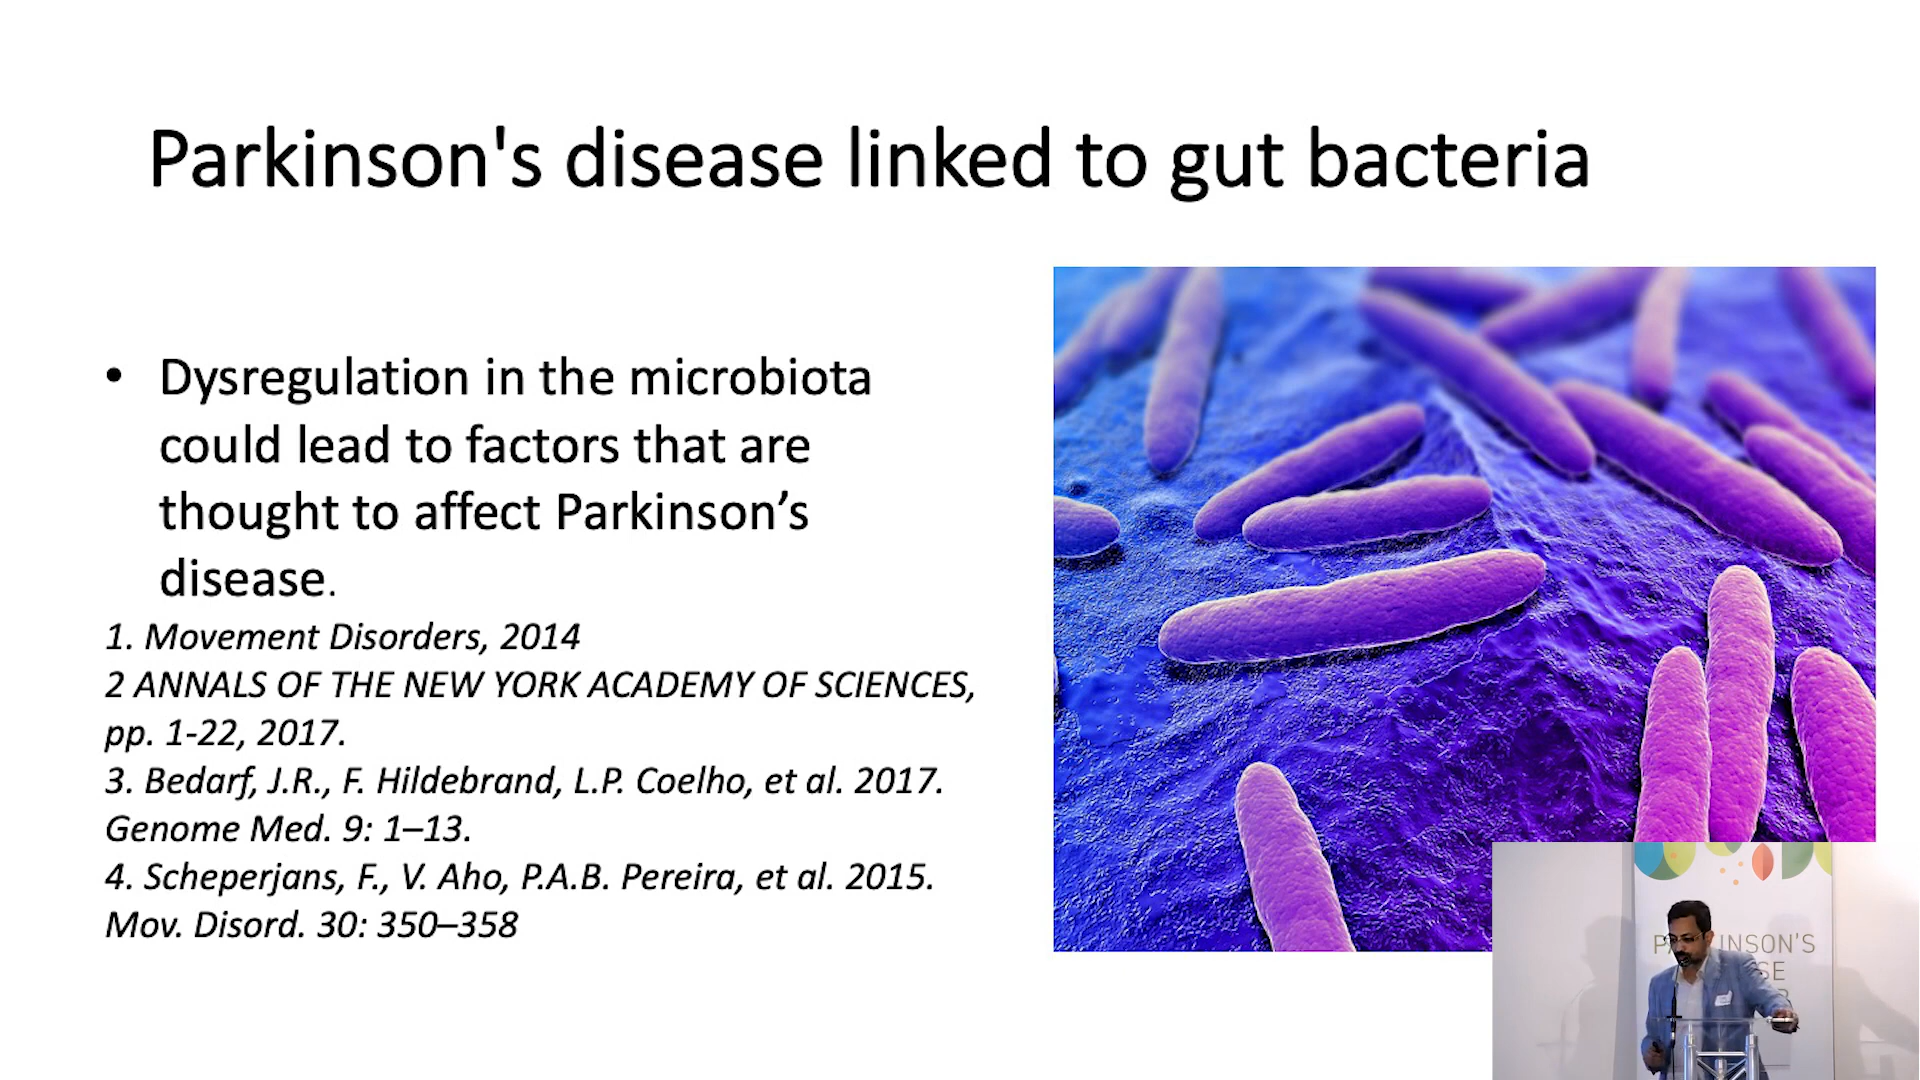 Parkinson's disease linked to gut bacteria
• Dysregulation in the microbiota
could lead to factors that are
thought to affect Parkinson’s
disease.
1. Movement Disorders, 2014
2 ANNALS OF THE NEW YORK ACADEMY OF SCIENCES,
pp. 1-22, 2017.
3. Bedarf, J.R., F. Hildebrand, L.P. Coelho, et al. 2017.
Genome Med. 9: 1–13.
4. Scheperjans, F., V. Aho, P.A.B. Pereira, et al. 2015.
Mov. Disord. 30: 350–358